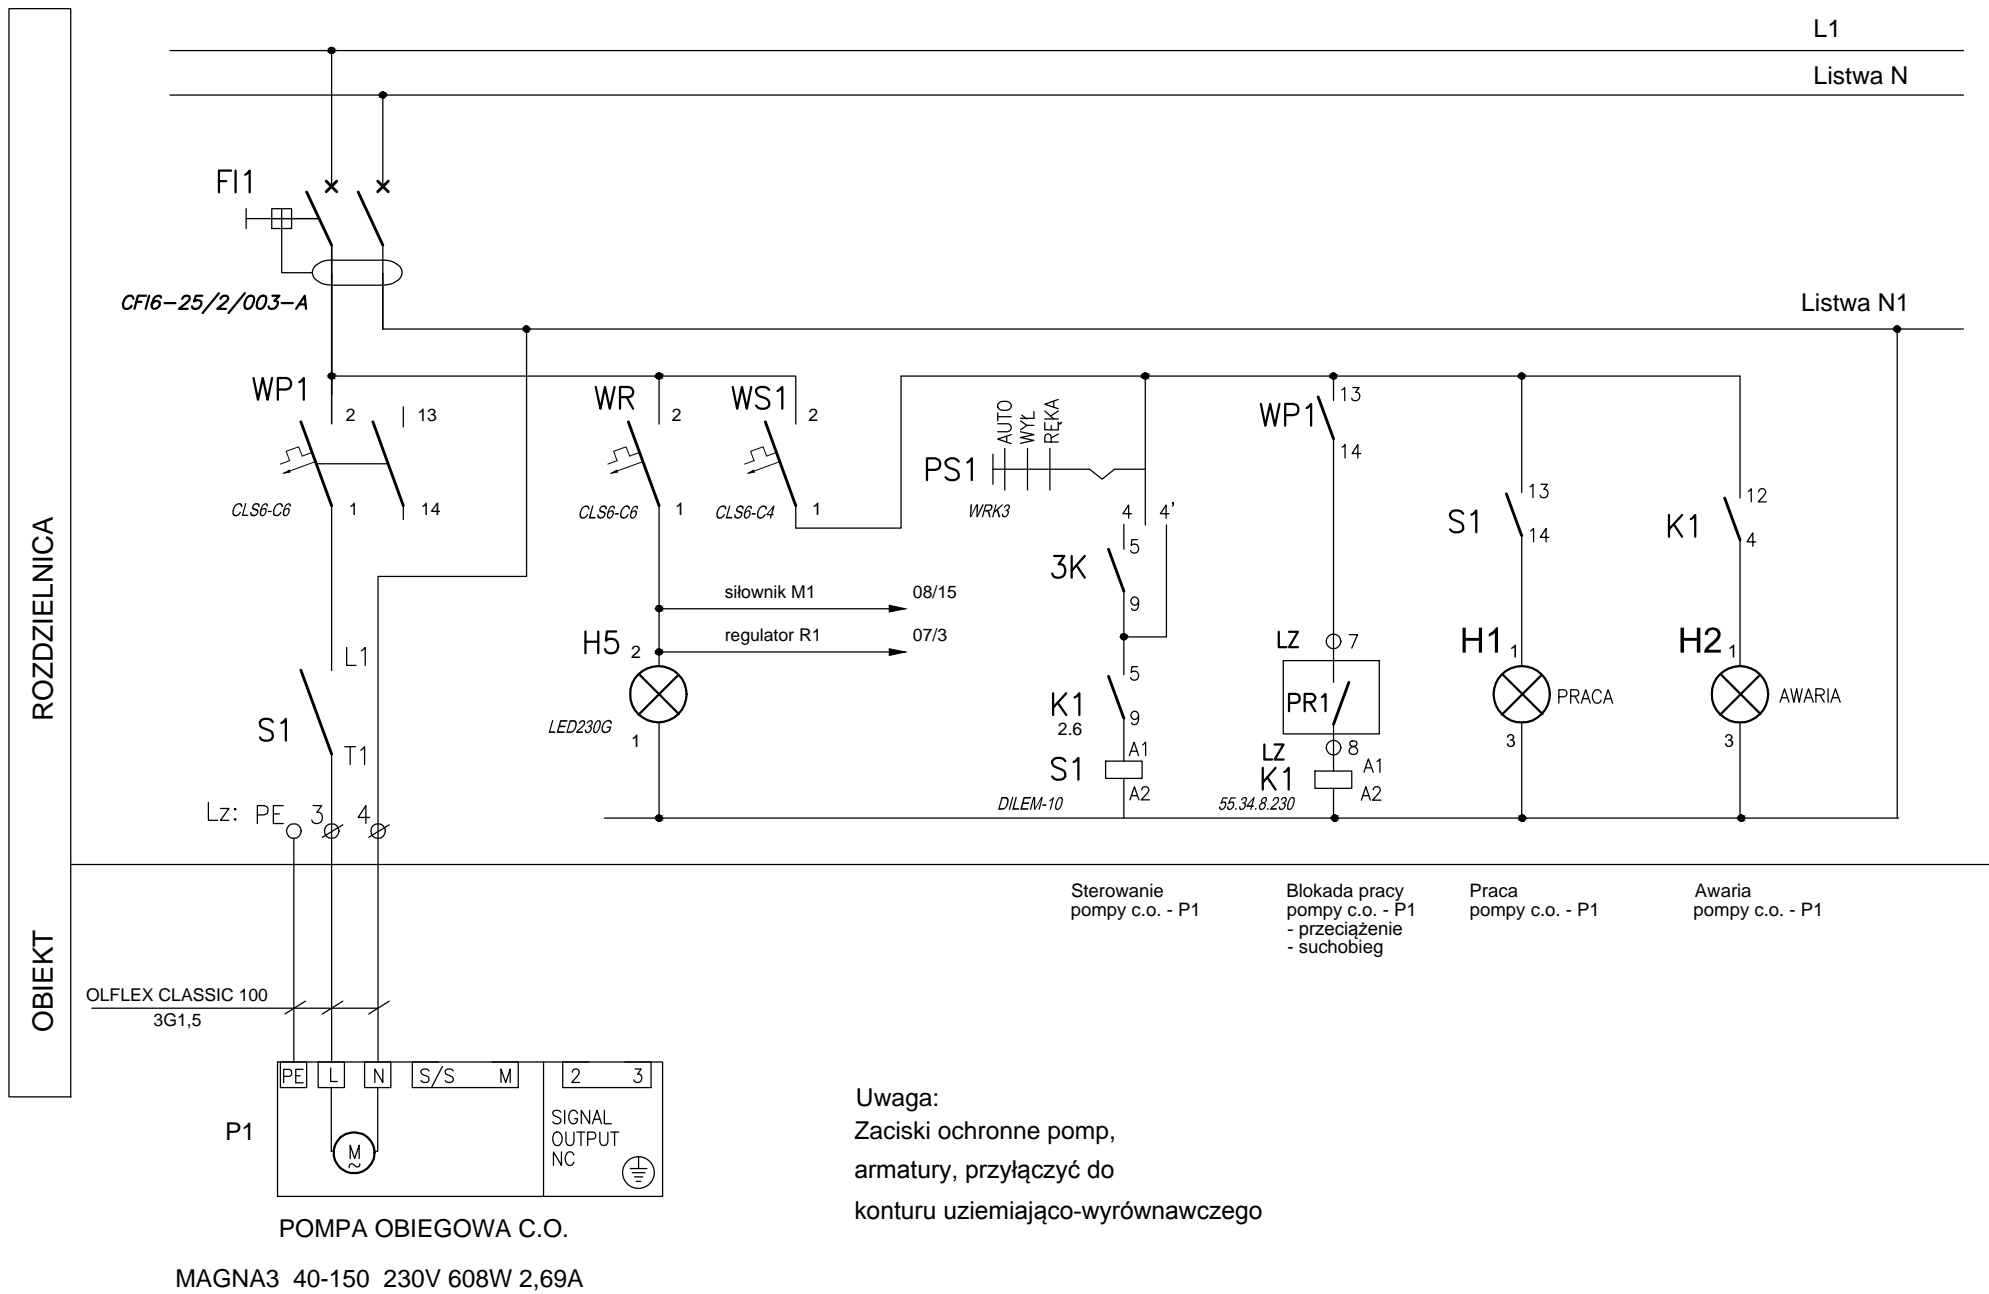 L1
Listwa N
FI1
CFI6-25/2/003-A
Listwa N1
WP1
2
13
CLS6-C6
1
14
WR
2
CLS6-C6
1
WS1
2
CLS6-C4
1
PS1
AUTO
WYŁ
RĘKA
WRK3
4
4'
3K
5
9
K1
2.6
5
9
S1
A1
A2
DILEM-10
WP1
13
14
LZ
7
PR1
LZ
8
K1
A1
A2
55.34.8.230
S1
13
14
H1
1
PRACA
3
K1
12
4
H2
1
AWARIA
3
siłownik M1
08/15
regulator R1
07/3
H5
2
LED230G
1
S1
L1
T1
Lz:
PE
3
4
ROZDZIELNICA
OBIEKT
Sterowanie
pompy c.o. - P1
Blokada pracy
pompy c.o. - P1
- przeciążenie
- suchobieg
Praca
pompy c.o. - P1
Awaria
pompy c.o. - P1
OLFLEX CLASSIC 100
3G1,5
PE
L
N
S/S
M
2
3
P1
M
~
SIGNAL
OUTPUT
NC
POMPA OBIEGOWA C.O.
MAGNA3 40-150 230V 608W 2,69A
Uwaga:
Zaciski ochronne pomp,
armatury, przyłączyć do
konturu uziemiająco-wyrównawczego